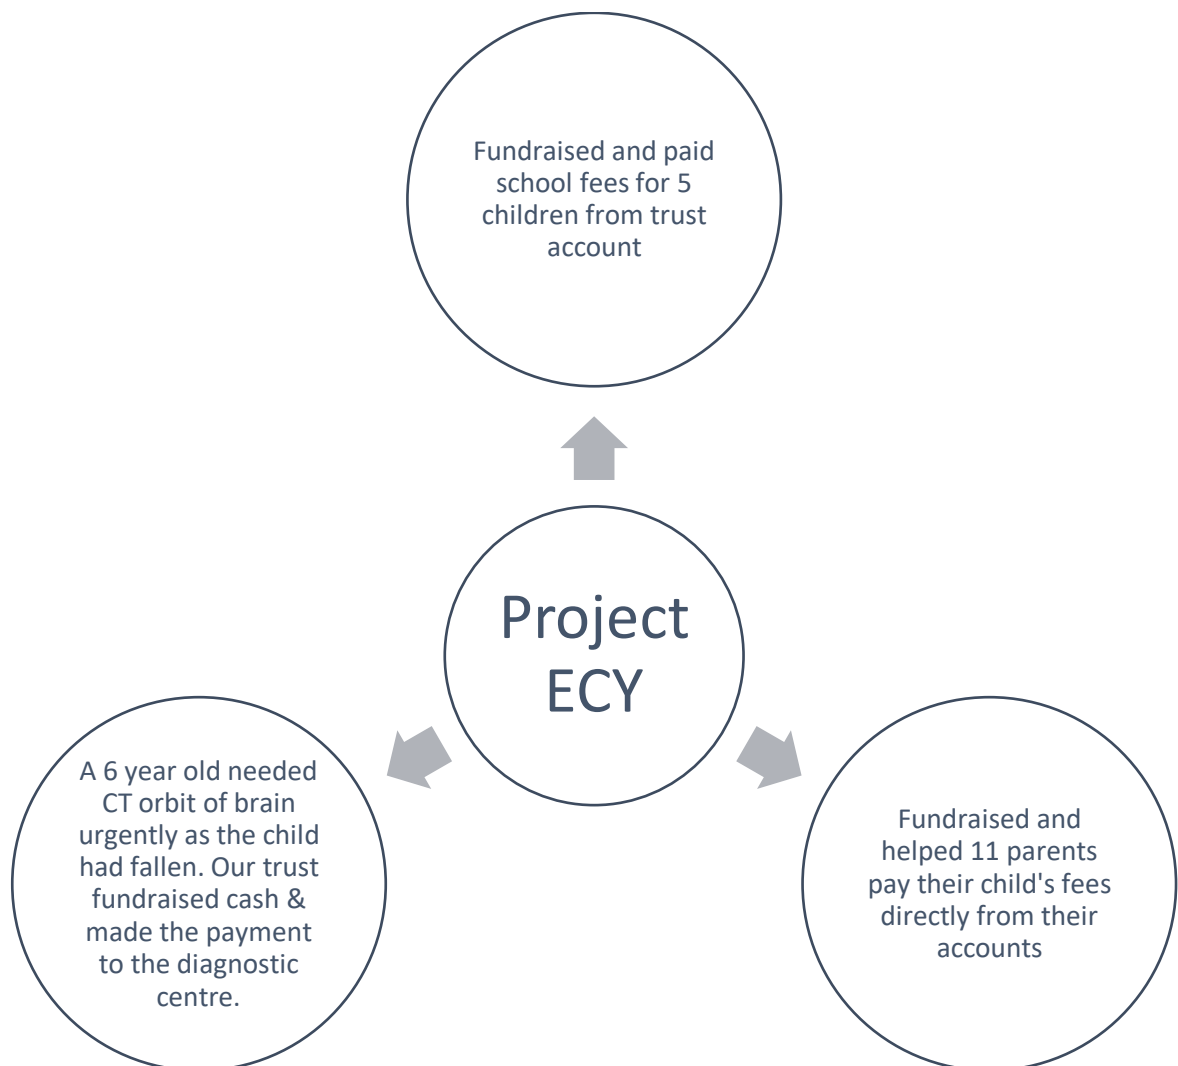 Fundraised and paid
school fees for 5
children from trust
account
Project
ECY
A 6 year old needed
CT orbit of brain
urgently as the child
had fallen. Our trust
fundraised cash &
made the payment
to the diagnostic
centre.
Fundraised and
helped 11 parents
pay their child's fees
directly from their
accounts